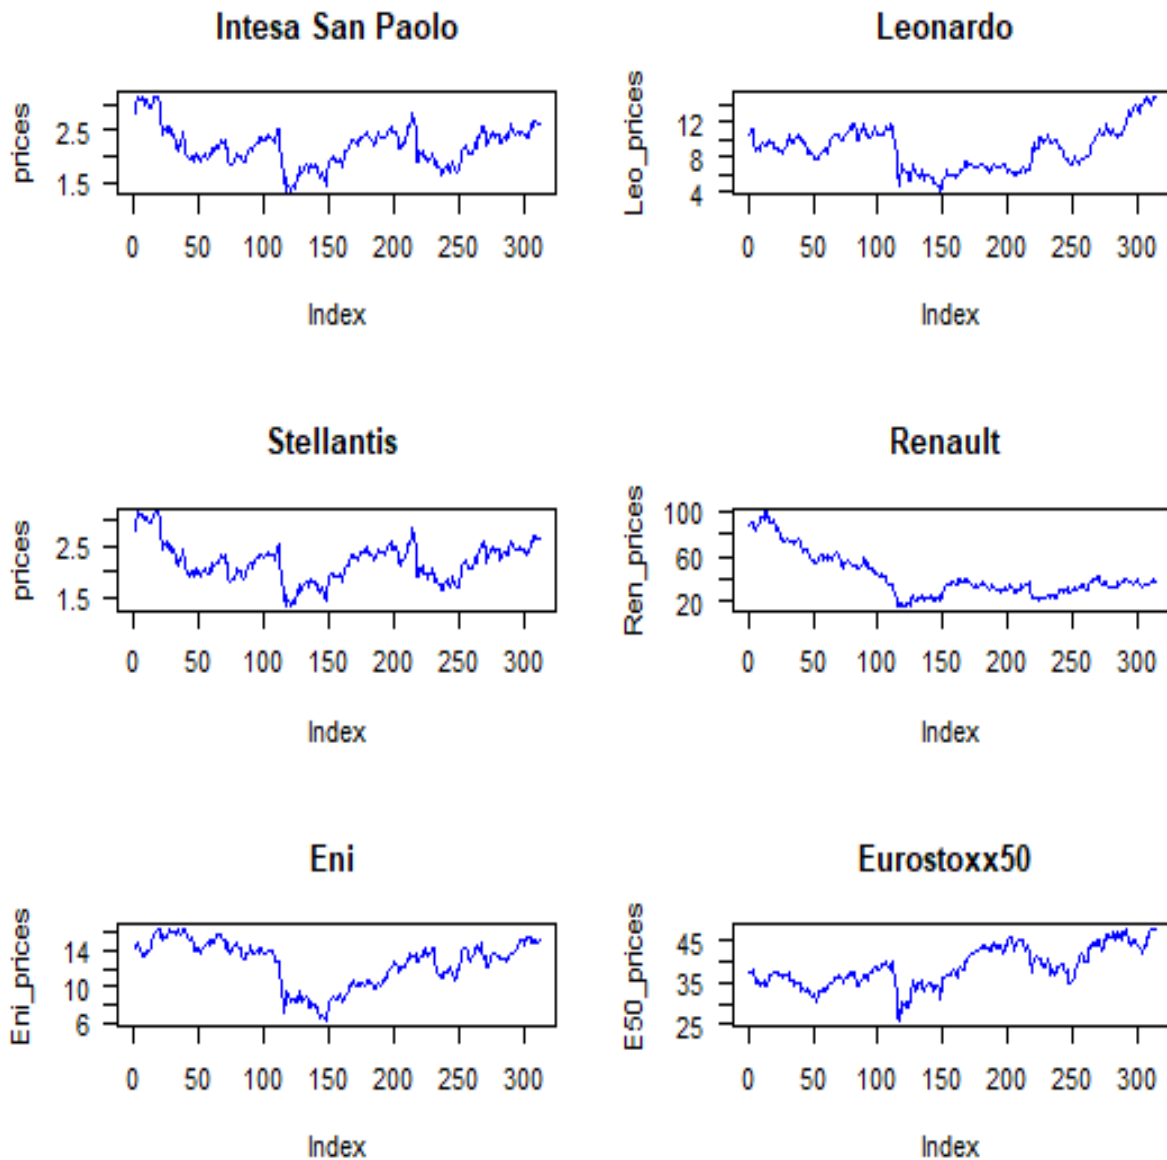 Intesa San Paolo
prices
2.5
1.5
0 50 100 150 200 250 300
Index
Leonardo
Leo_prices
12
8
4
0 50 100 150 200 250 300
Index
Stellantis
prices
2.5
1.5
0 50 100 150 200 250 300
Index
Renault
Ren_prices
100
60
20
0 50 100 150 200 250 300
Index
Eni
Eni_prices
14
10
6
0 50 100 150 200 250 300
Index
Eurostoxx50
E50_prices
45
35
25
0 50 100 150 200 250 300
Index